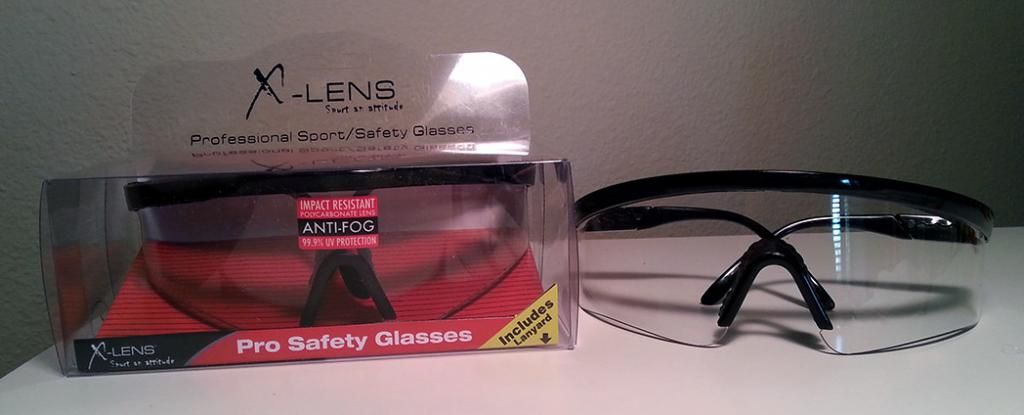 X-LENS
Sport an attitude
Professional Sport/Safety Glasses
IMPACT RESISTANT
POLYCARBONATE LENS
ANTI-FOG
99.9% UV PROTECTION
X-LENS
Sport an attitude
Pro Safety Glasses
Includes
Lanyard